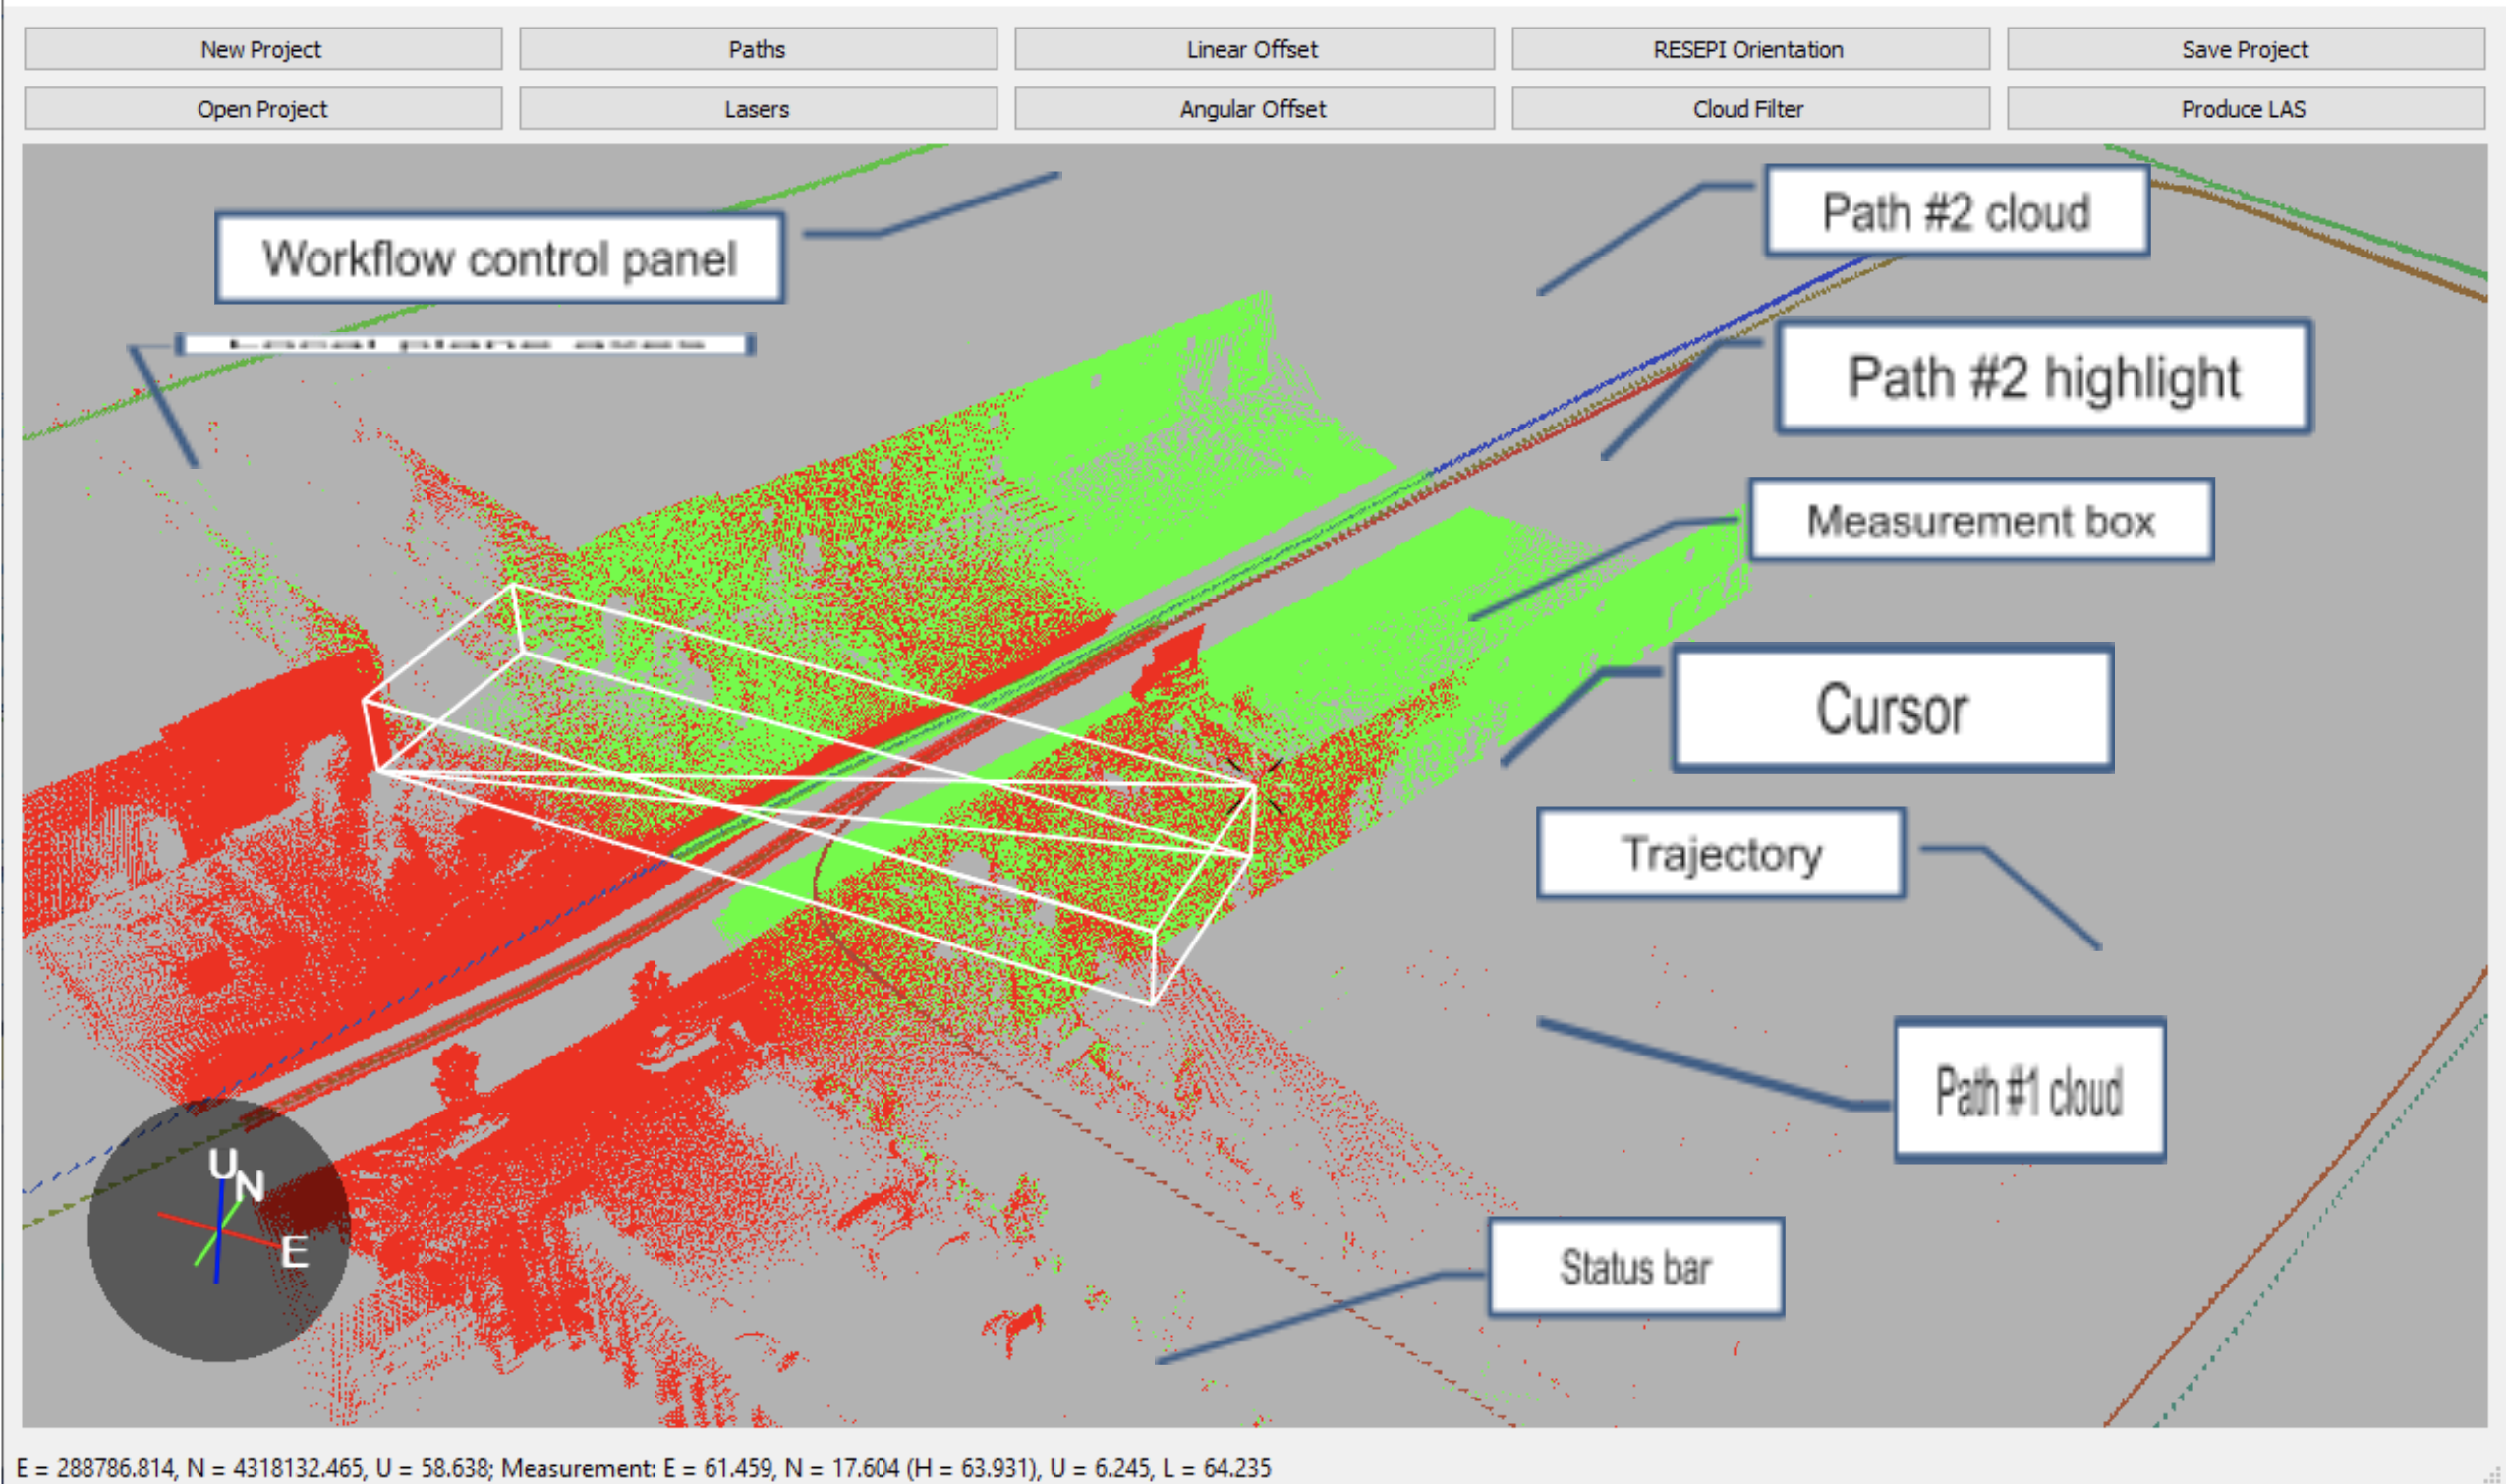 New Project
Paths
Linear Offset
RESEPI Orientation
Save Project
Open Project
Lasers
Angular Offset
Cloud Filter
Produce LAS
Path #2 cloud
Workflow control panel
Path #2 highlight
Measurement box
Cursor
Trajectory
Path #1 cloud
U
N
E
Status bar
E = 288786.814, N = 4318132.465, U = 58.638; Measurement: E = 61.459, N = 17.604 (H = 63.931), U = 6.245, L = 64.235